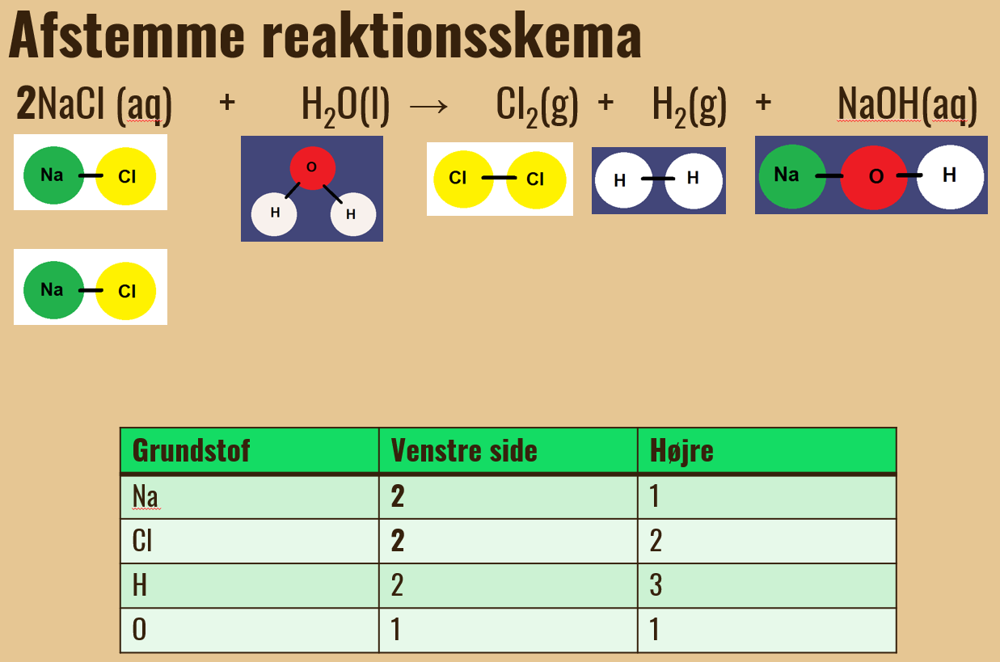 Afstemme reaktionsskema
2NaCl (aq) + H₂O(l) → Cl₂(g) + H₂(g) + NaOH(aq)
Na Cl
O
H H
Cl Cl
H H
Na O H
Na Cl
Grundstof Venstre side Højre
Na 2 1
Cl 2 2
H 2 3
O 1 1